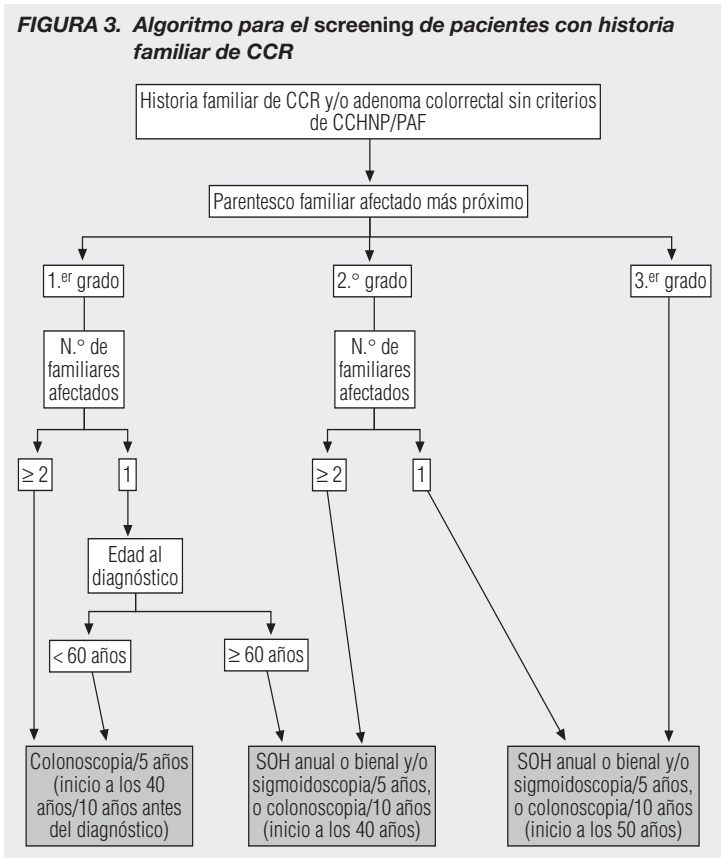 FIGURA 3. Algoritmo para el screening de pacientes con historia
familiar de CCR
Historia familiar de CCR y/o adenoma colorrectal sin criterios
de CCHNP/PAF
Parentesco familiar afectado más próximo
1.er grado
2.° grado
3.er grado
N.° de
familiares
afectados
N.° de
familiares
afectados
≥ 2
1
≥ 2
1
Edad al
diagnóstico
< 60 años
≥ 60 años
Colonoscopia/5 años
(inicio a los 40
años/10 años antes
del diagnóstico)
SOH anual o bienal y/o
sigmoidoscopia/5 años,
o colonoscopia/10 años
(inicio a los 40 años)
SOH anual o bienal y/o
sigmoidoscopia/5 años,
o colonoscopia/10 años
(inicio a los 50 años)